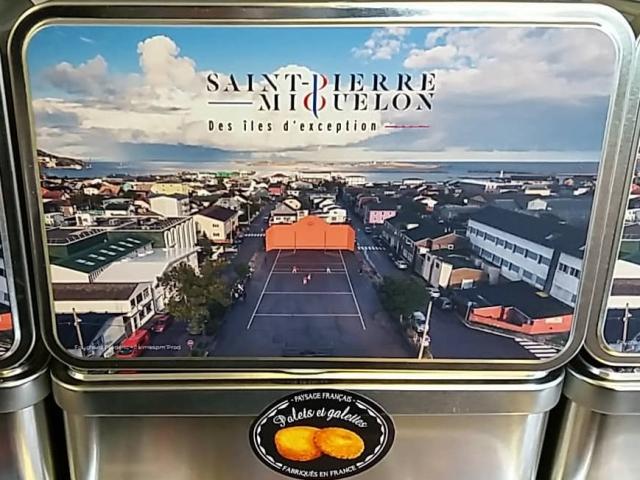 SAINT-PIERRE
MIQUELON
Des îles d'exception
- PAYSAGE FRANÇAIS -
Palets et galettes
FABRIQUÉS EN FRANCE